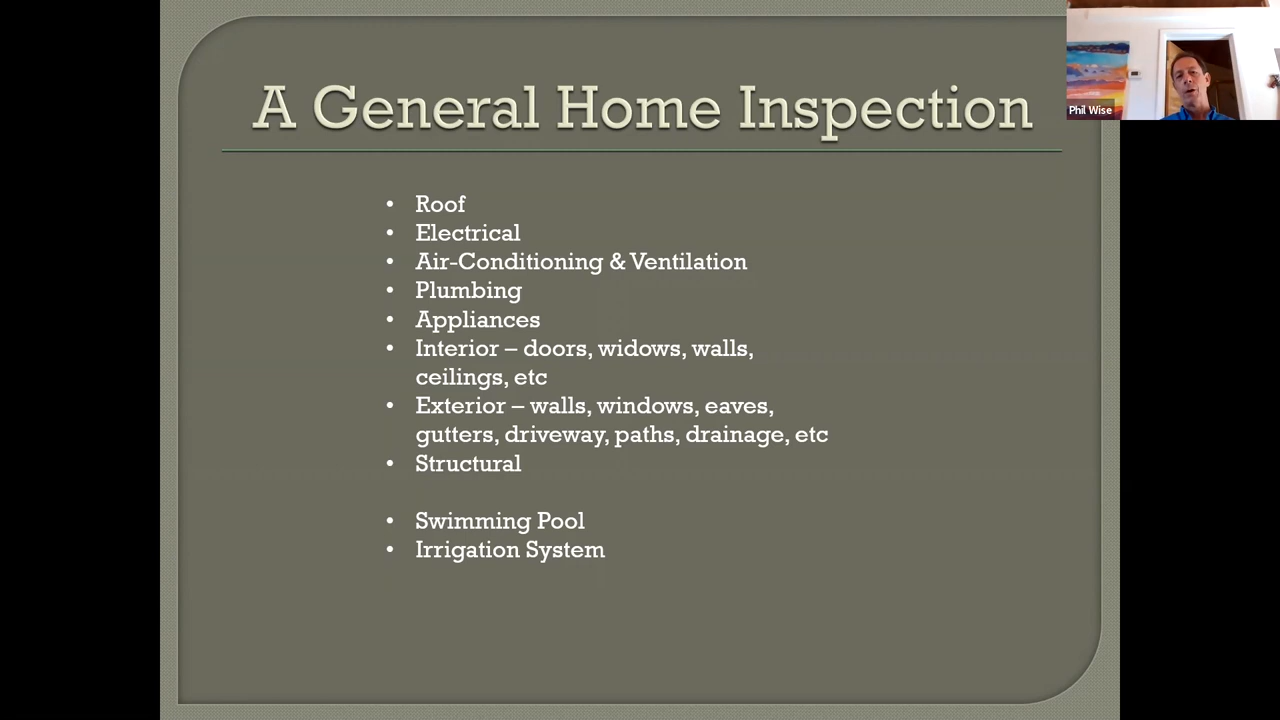 A General Home Inspection
Phil Wise
• Roof
• Electrical
• Air-Conditioning & Ventilation
• Plumbing
• Appliances
• Interior – doors, widows, walls,
ceilings, etc
• Exterior – walls, windows, eaves,
gutters, driveway, paths, drainage, etc
• Structural
• Swimming Pool
• Irrigation System